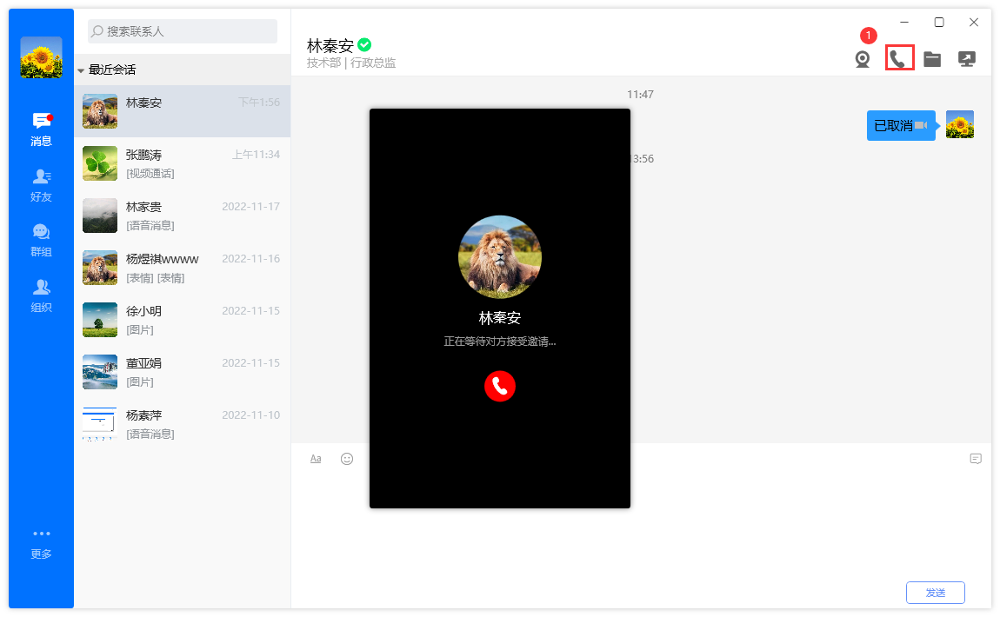 搜索联系人
最近会话
消息
好友
群组
组织
更多
林秦安
下午1:56
张鹏涛
上午11:34
[视频通话]
林家贵
2022-11-17
[语音消息]
杨煜祺wwww
2022-11-16
[表情] [表情]
徐小明
2022-11-15
[图片]
董亚娟
2022-11-15
[图片]
杨素萍
2022-11-10
[语音消息]
林秦安
技术部 | 行政总监
1
11:47
已取消
3:56
林秦安
正在等待对方接受邀请...
Aa
发送